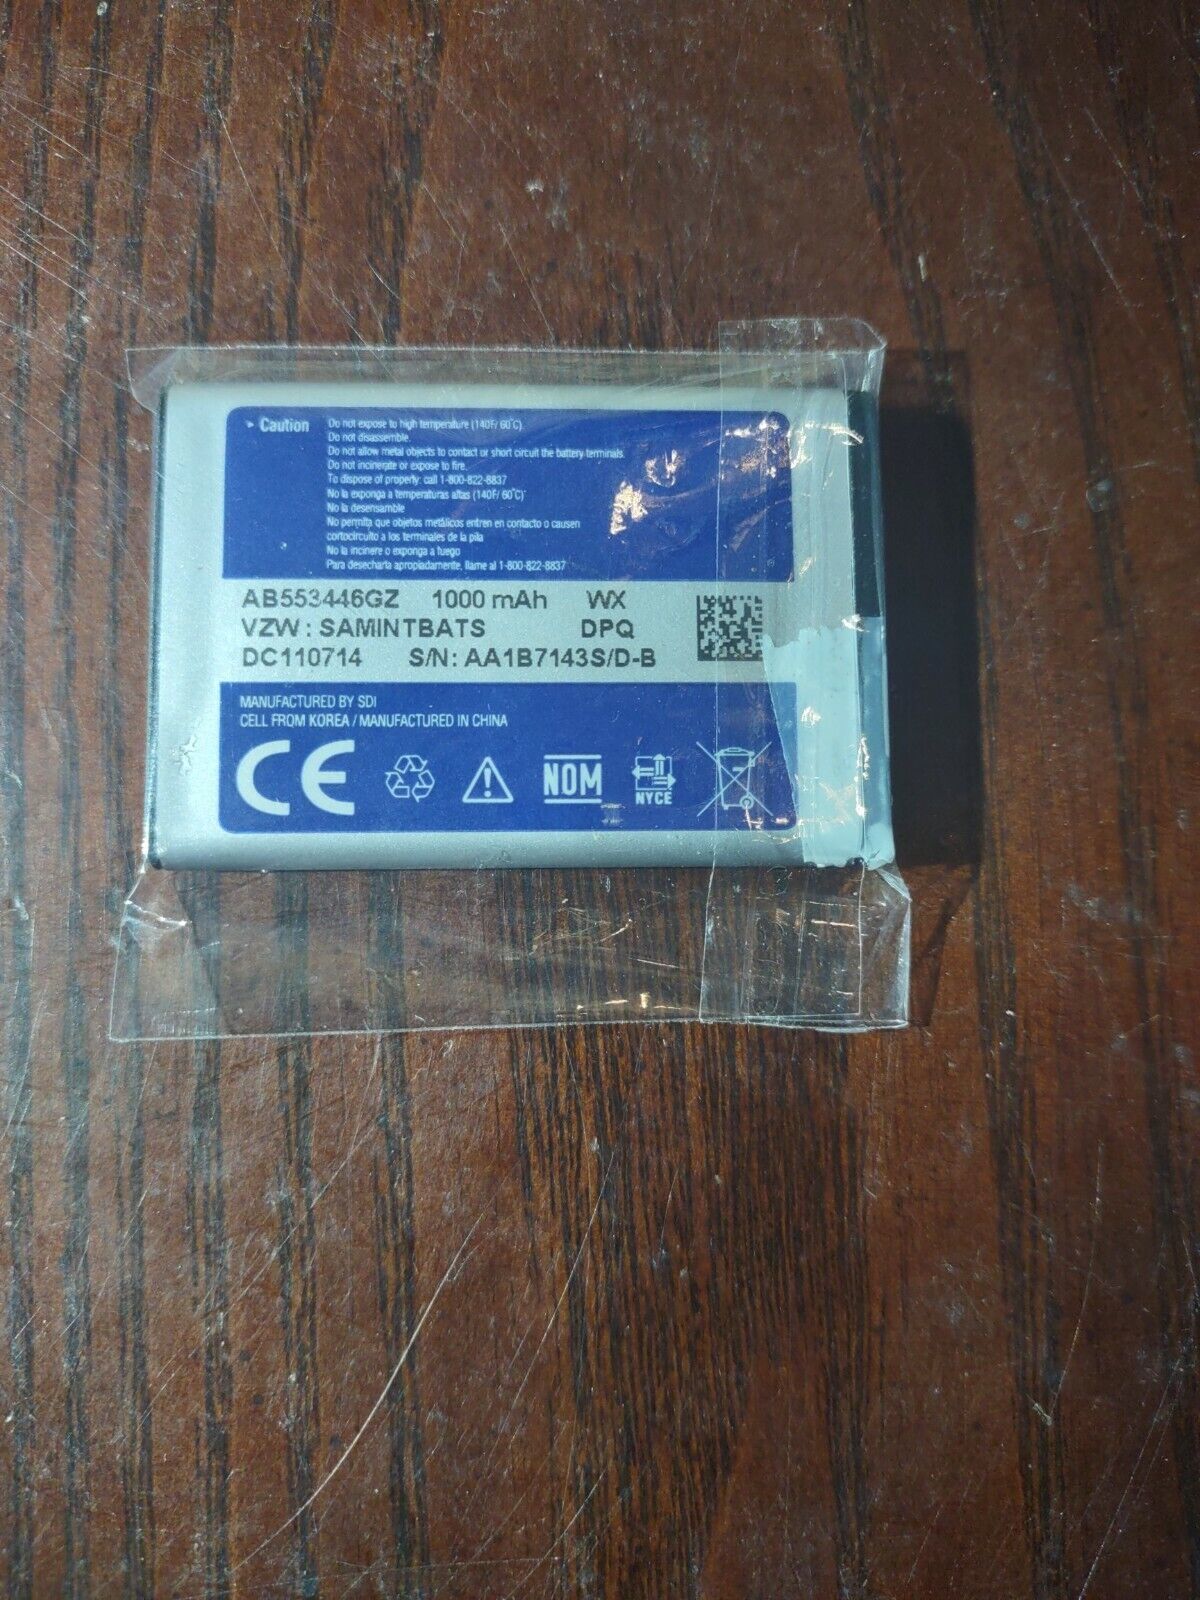 Caution
Do not expose to high temperature (140F/ 60°C)
Do not disassemble.
Do not allow metal objects to contact or short circuit the battery terminals.
Do not incinerate or expose to fire.
To dispose of properly: call 1-800-822-8837
No la exponga a temperaturas altas (140F/ 60°C)
No la desensamble
No permita que objetos metálicos entren en contacto o causen
cortocircuito a los terminales de la pila
No la incinere o exponga a fuego
Para desecharla apropiadamente, llame al 1-800-822-8837
AB553446GZ 1000 mAh WX
VZW : SAMINTBATS DPQ
DC110714 S/N: AA1B7143S/D-B
MANUFACTURED BY SDI
CELL FROM KOREA / MANUFACTURED IN CHINA
CE
NOM
NYCE